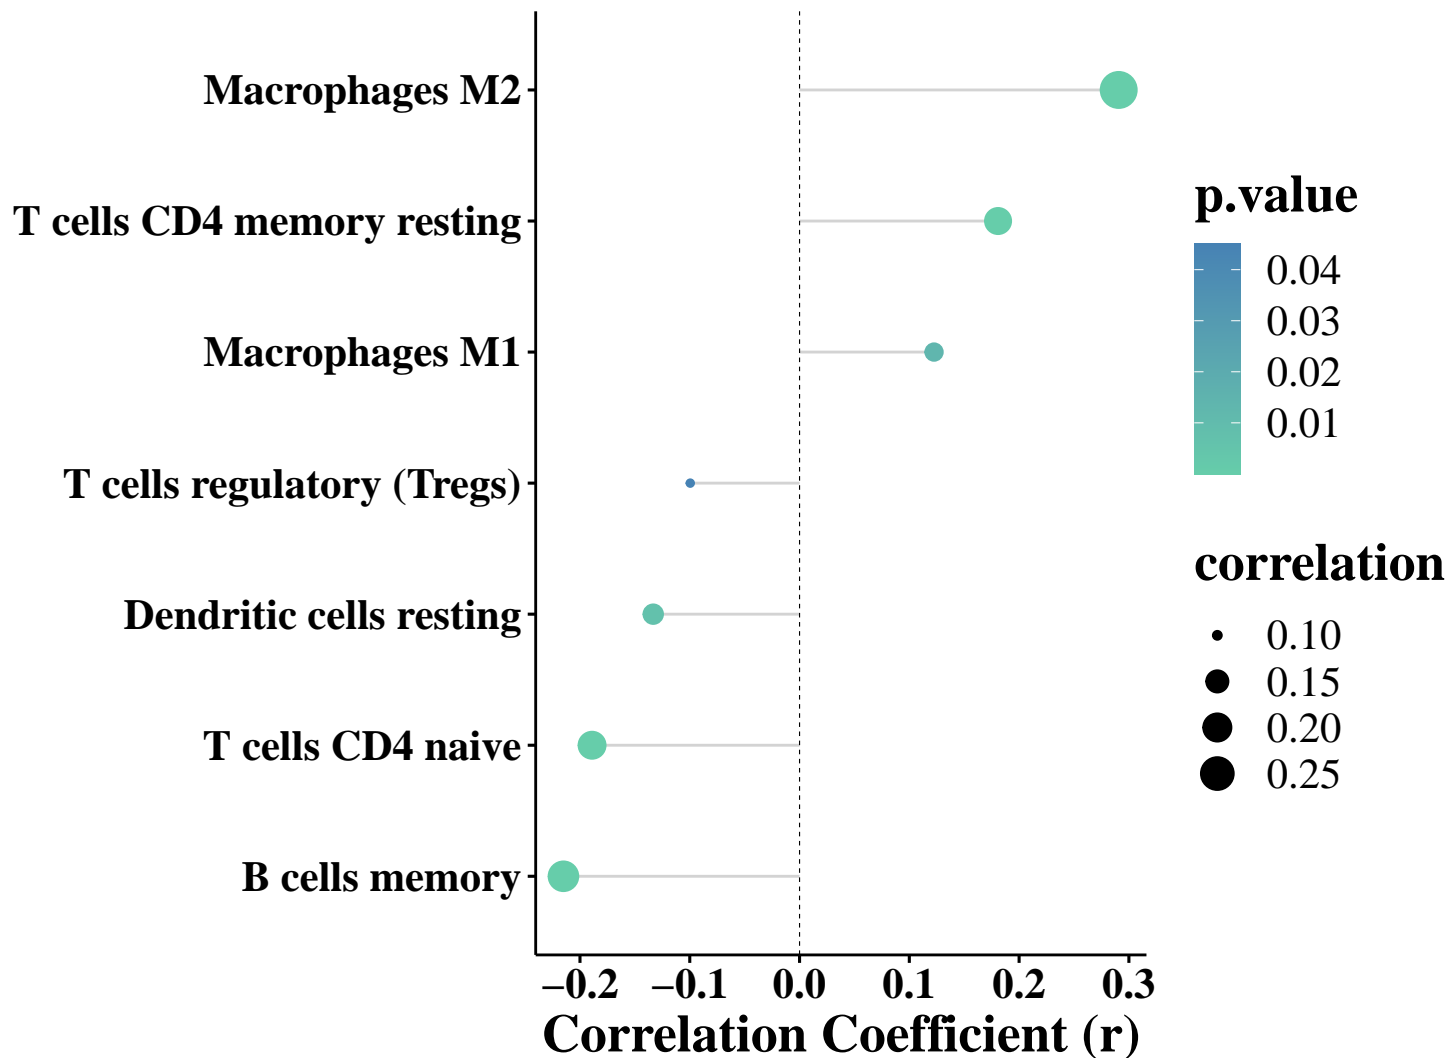 Macrophages M2
T cells CD4 memory resting
Macrophages M1
T cells regulatory (Tregs)
Dendritic cells resting
T cells CD4 naive
B cells memory
−0.2 −0.1 0.0 0.1 0.2 0.3
Correlation Coefficient (r)
p.value
0.04
0.03
0.02
0.01
correlation
0.10
0.15
0.20
0.25